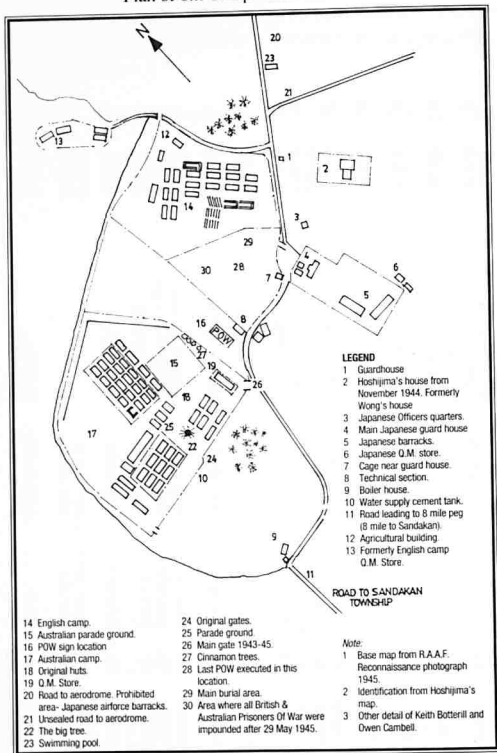 N
20
23
21
13
12
1
2
14
3
29
30 28
4
7
6
5
16
POW
8
27
15
19
26
18
17
25
22
24
10
9
11
ROAD TO SANDAKAN
TOWNSHIP
LEGEND
1 Guardhouse
2 Hoshijima's house from
November 1944. Formerly
Wong's house
3 Japanese Officers quarters.
4 Main Japanese guard house
5 Japanese barracks.
6 Japanese Q.M. store.
7 Cage near guard house.
8 Technical section.
9 Boiler house.
10 Water supply cement tank.
11 Road leading to 8 mile peg
(8 mile to Sandakan).
12 Agricultural building.
13 Formerly English camp
Q.M. Store.
14 English camp.
15 Australian parade ground.
16 POW sign location
17 Australian camp.
18 Original huts.
19 Q.M. Store.
20 Road to aerodrome. Prohibited
area- Japanese airforce barracks.
21 Unsealed road to aerodrome.
22 The big tree.
23 Swimming pool.
24 Original gates.
25 Parade ground.
26 Main gate 1943-45.
27 Cinnamon trees.
28 Last POW executed in this
location.
29 Main burial area.
30 Area where all British &
Australian Prisoners Of War were
impounded after 29 May 1945.
Note:
1 Base map from R.A.A.F.
Reconnaissance photograph
1945.
2 Identification from Hoshijima's
map.
3 Other detail of Keith Botterill and
Owen Cambell.